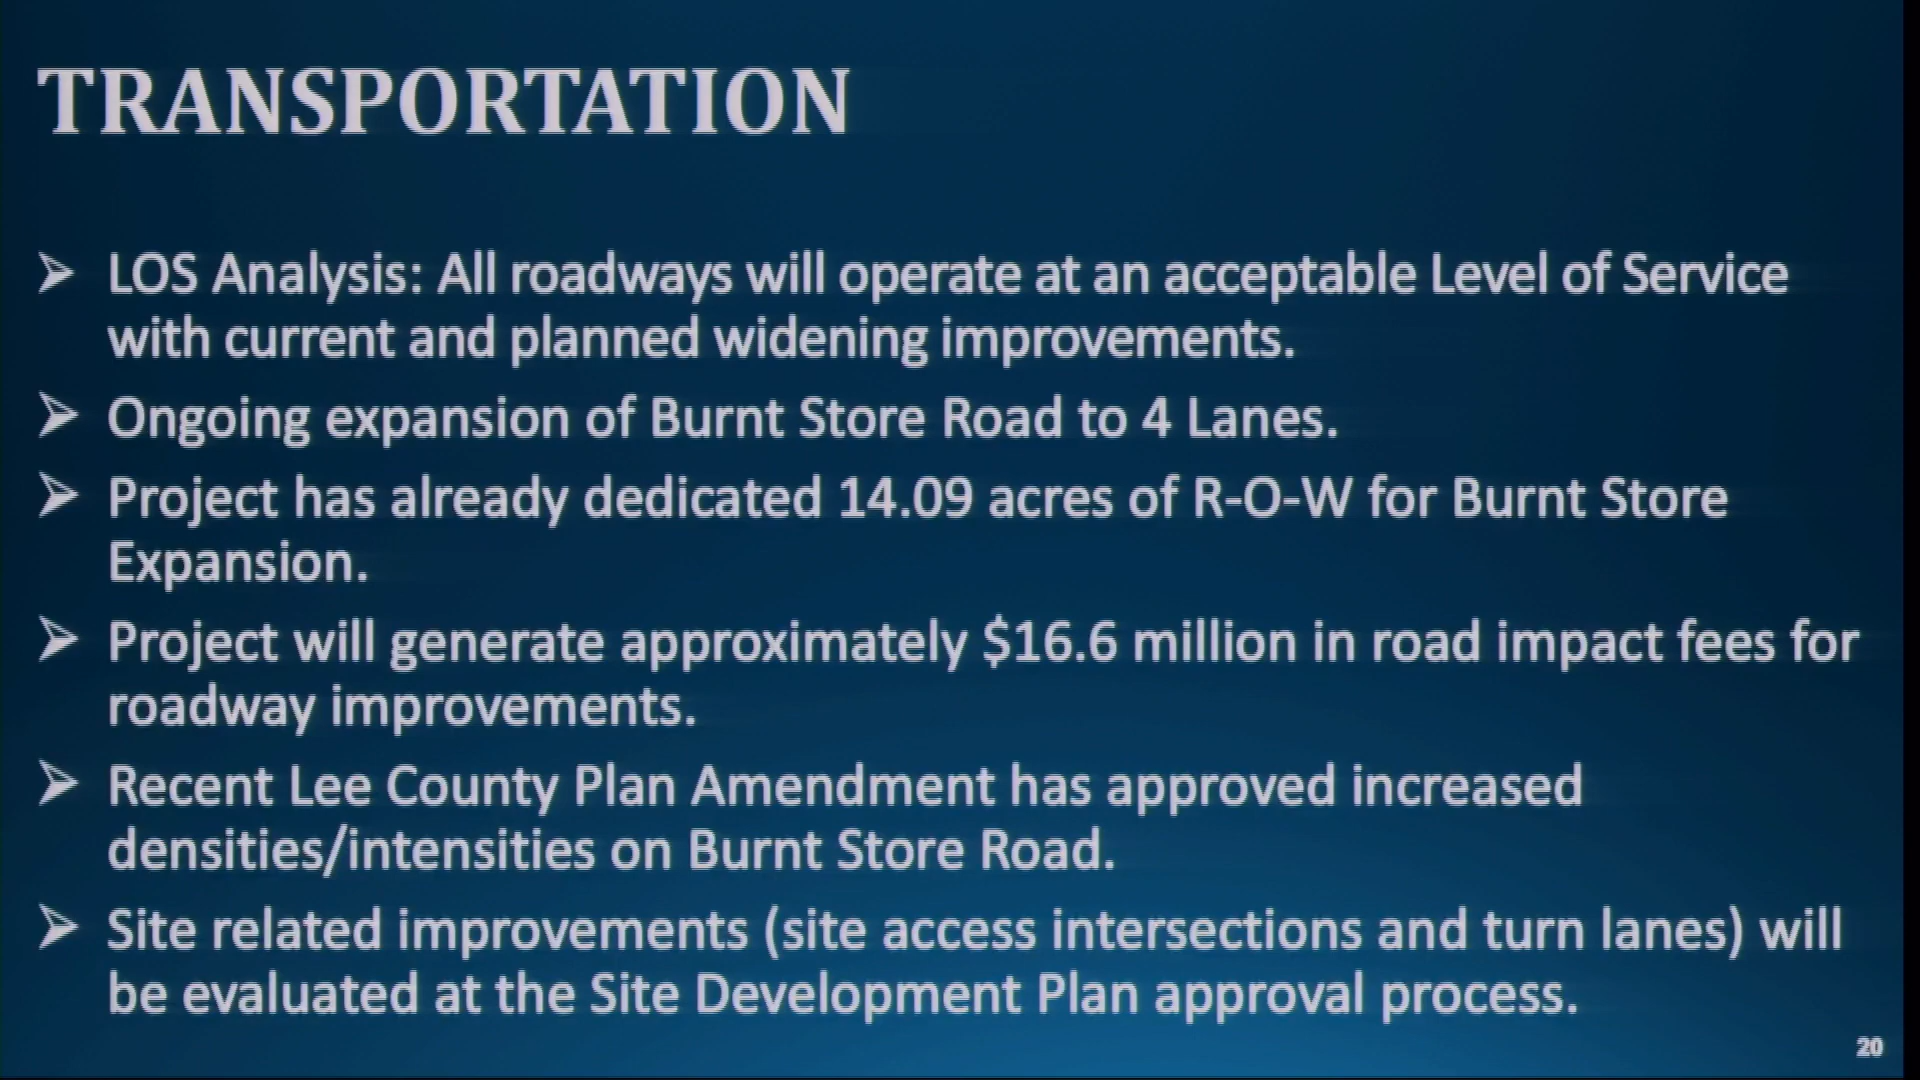 TRANSPORTATION
➢ LOS Analysis: All roadways will operate at an acceptable Level of Service
with current and planned widening improvements.
➢ Ongoing expansion of Burnt Store Road to 4 Lanes.
➢ Project has already dedicated 14.09 acres of R-O-W for Burnt Store
Expansion.
➢ Project will generate approximately $16.6 million in road impact fees for
roadway improvements.
➢ Recent Lee County Plan Amendment has approved increased
densities/intensities on Burnt Store Road.
➢ Site related improvements (site access intersections and turn lanes) will
be evaluated at the Site Development Plan approval process.
20